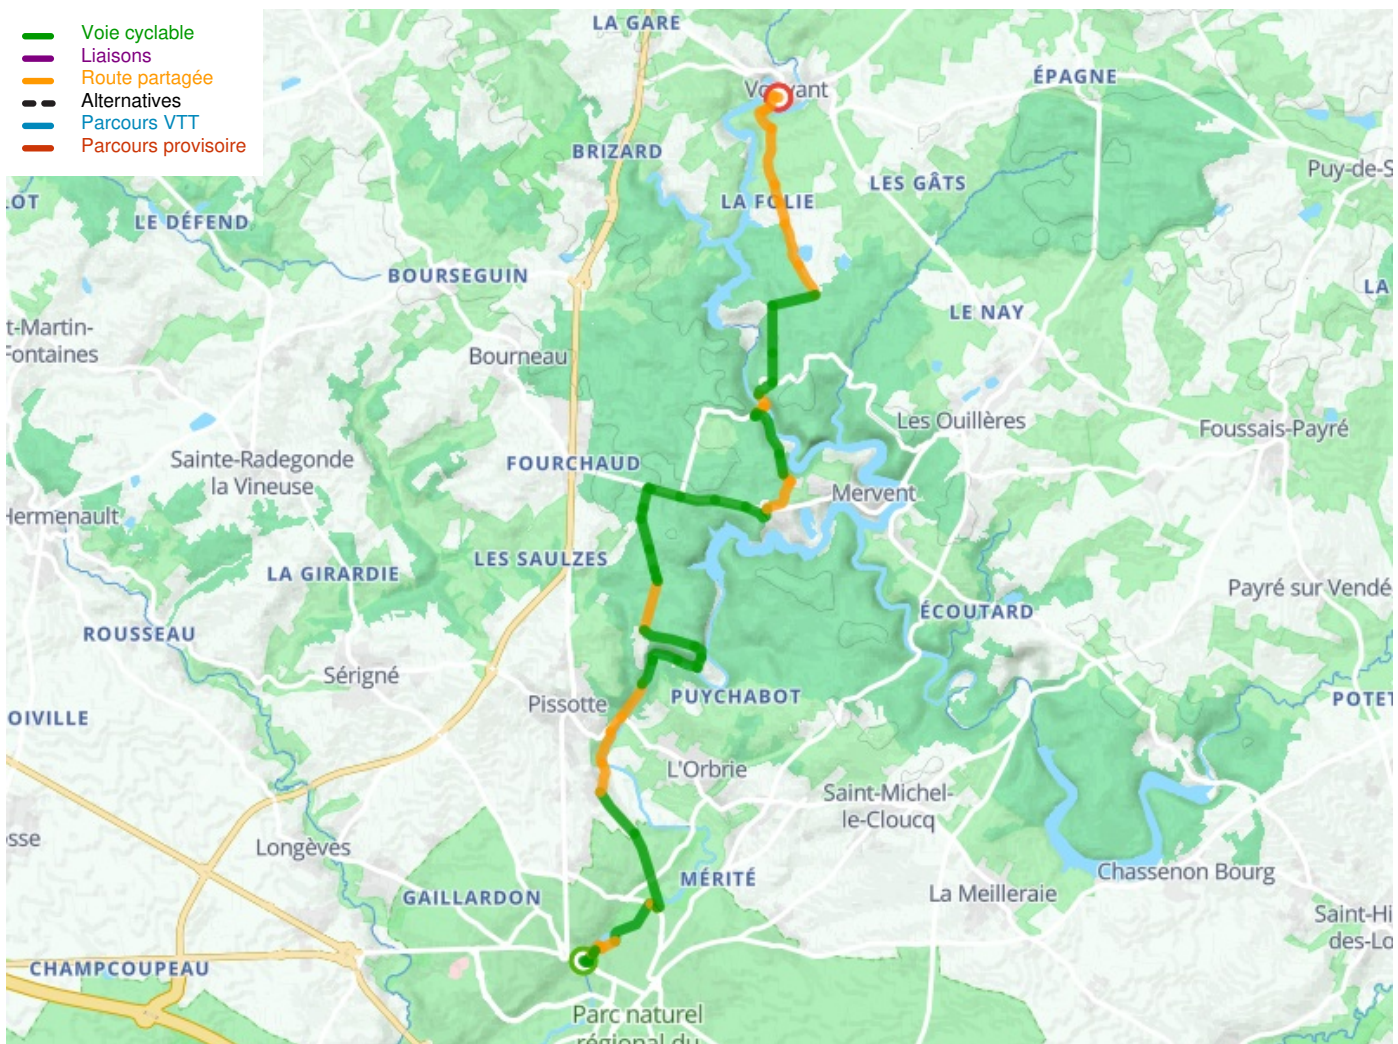 Voie cyclable
Liaisons
Route partagée
Alternatives
Parcours VTT
Parcours provisoire
LA GARE
ÉPAGNE
BRIZARD
Puy-de-S
LES GÂTS
LOT
LE DÉFEND
LA FOLIE
BOURSEGUIN
LA
LE NAY
t-Martin-
Fontaines
Bourneau
Les Ouillères
Foussais-Payré
Sainte-Radegonde
la Vineuse
FOURCHAUD
Mervent
Hermenault
LES SAULZES
LA GIRARDIE
Payré sur Vendé
ÉCOUTARD
ROUSSEAU
Sérigné
PUYCHABOT
POTET
Pissotte
OIVILLE
L'Orbrie
Saint-Michel-
le-Cloucq
sse
Longèves
Chassenon Bourg
MÉRITÉ
La Meilleraie
GAILLARDON
Saint-Hi
des-Lo
CHAMPCOUPEAU
Parc naturel
régional du